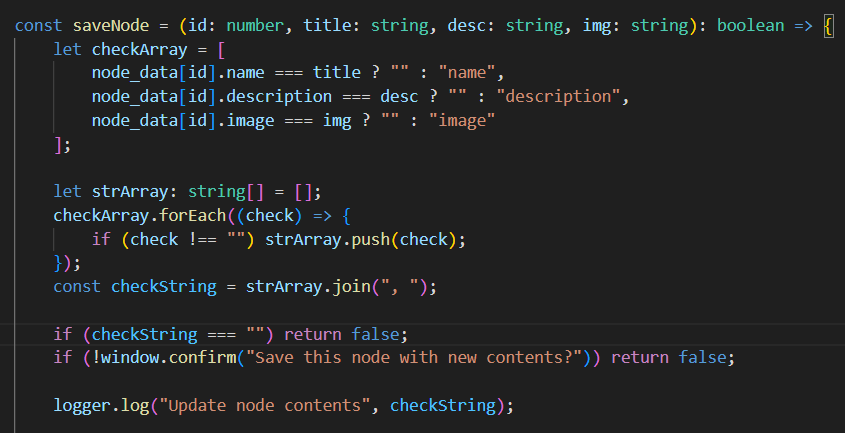 const saveNode = (id: number, title: string, desc: string, img: string): boolean => {
    let checkArray = [
        node_data[id].name === title ? "" : "name",
        node_data[id].description === desc ? "" : "description",
        node_data[id].image === img ? "" : "image"
    ];

    let strArray: string[] = [];
    checkArray.forEach((check) => {
        if (check !== "") strArray.push(check);
    });
    const checkString = strArray.join(", ");

    if (checkString === "") return false;
    if (!window.confirm("Save this node with new contents?")) return false;

    logger.log("Update node contents", checkString);